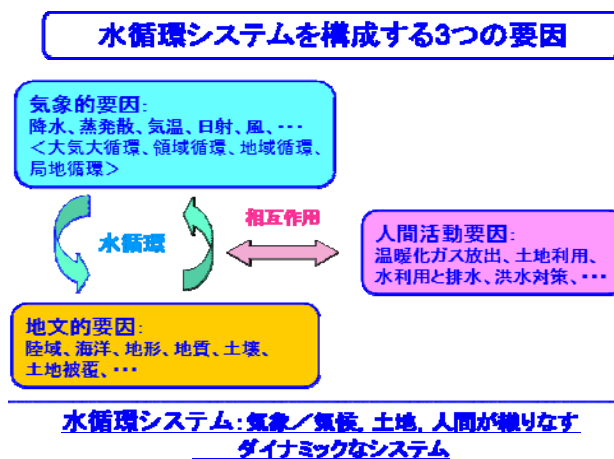 水循環システムを構成する3つの要因
気象的要因:
降水、蒸発散、気温、日射、風、・・・
<大気大循環、領域循環、地域循環、
局地循環>
水循環
相互作用
人間活動要因:
温暖化ガス放出、土地利用、
水利用と排水、洪水対策、・・・
地文的要因:
陸域、海洋、地形、地質、土壌、
土地被覆、・・・
水循環システム:気象/気候, 土地, 人間が織りなす
ダイナミックなシステム